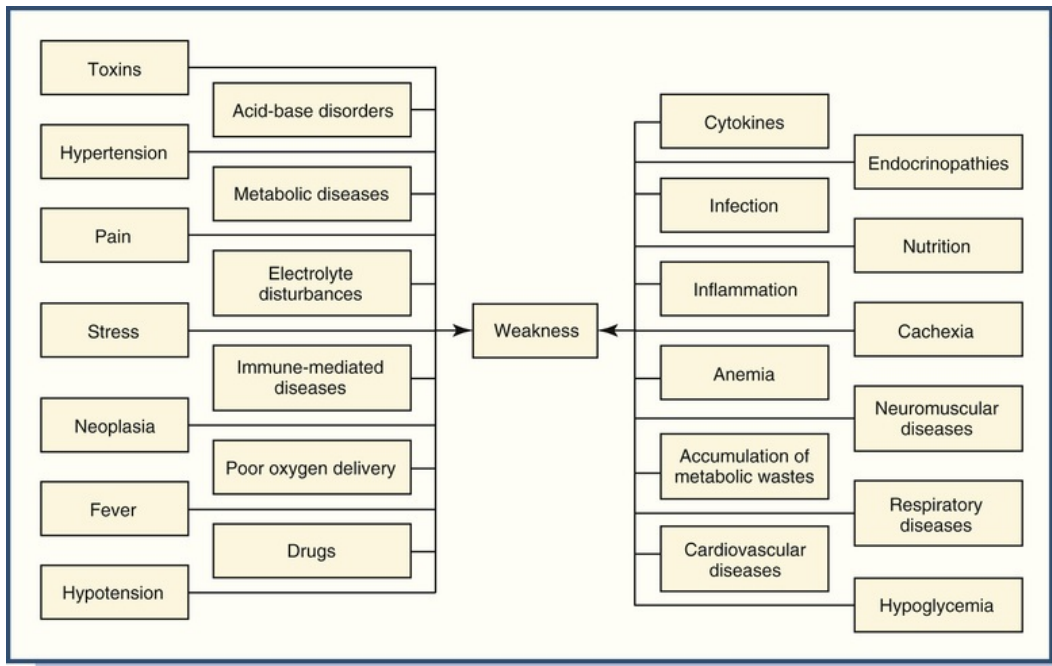 Toxins
Acid-base disorders
Hypertension
Metabolic diseases
Pain
Electrolyte
disturbances
Stress
Immune-mediated
diseases
Neoplasia
Poor oxygen delivery
Fever
Drugs
Hypotension
Weakness
Cytokines
Endocrinopathies
Infection
Nutrition
Inflammation
Cachexia
Anemia
Neuromuscular
diseases
Accumulation of
metabolic wastes
Respiratory
diseases
Cardiovascular
diseases
Hypoglycemia